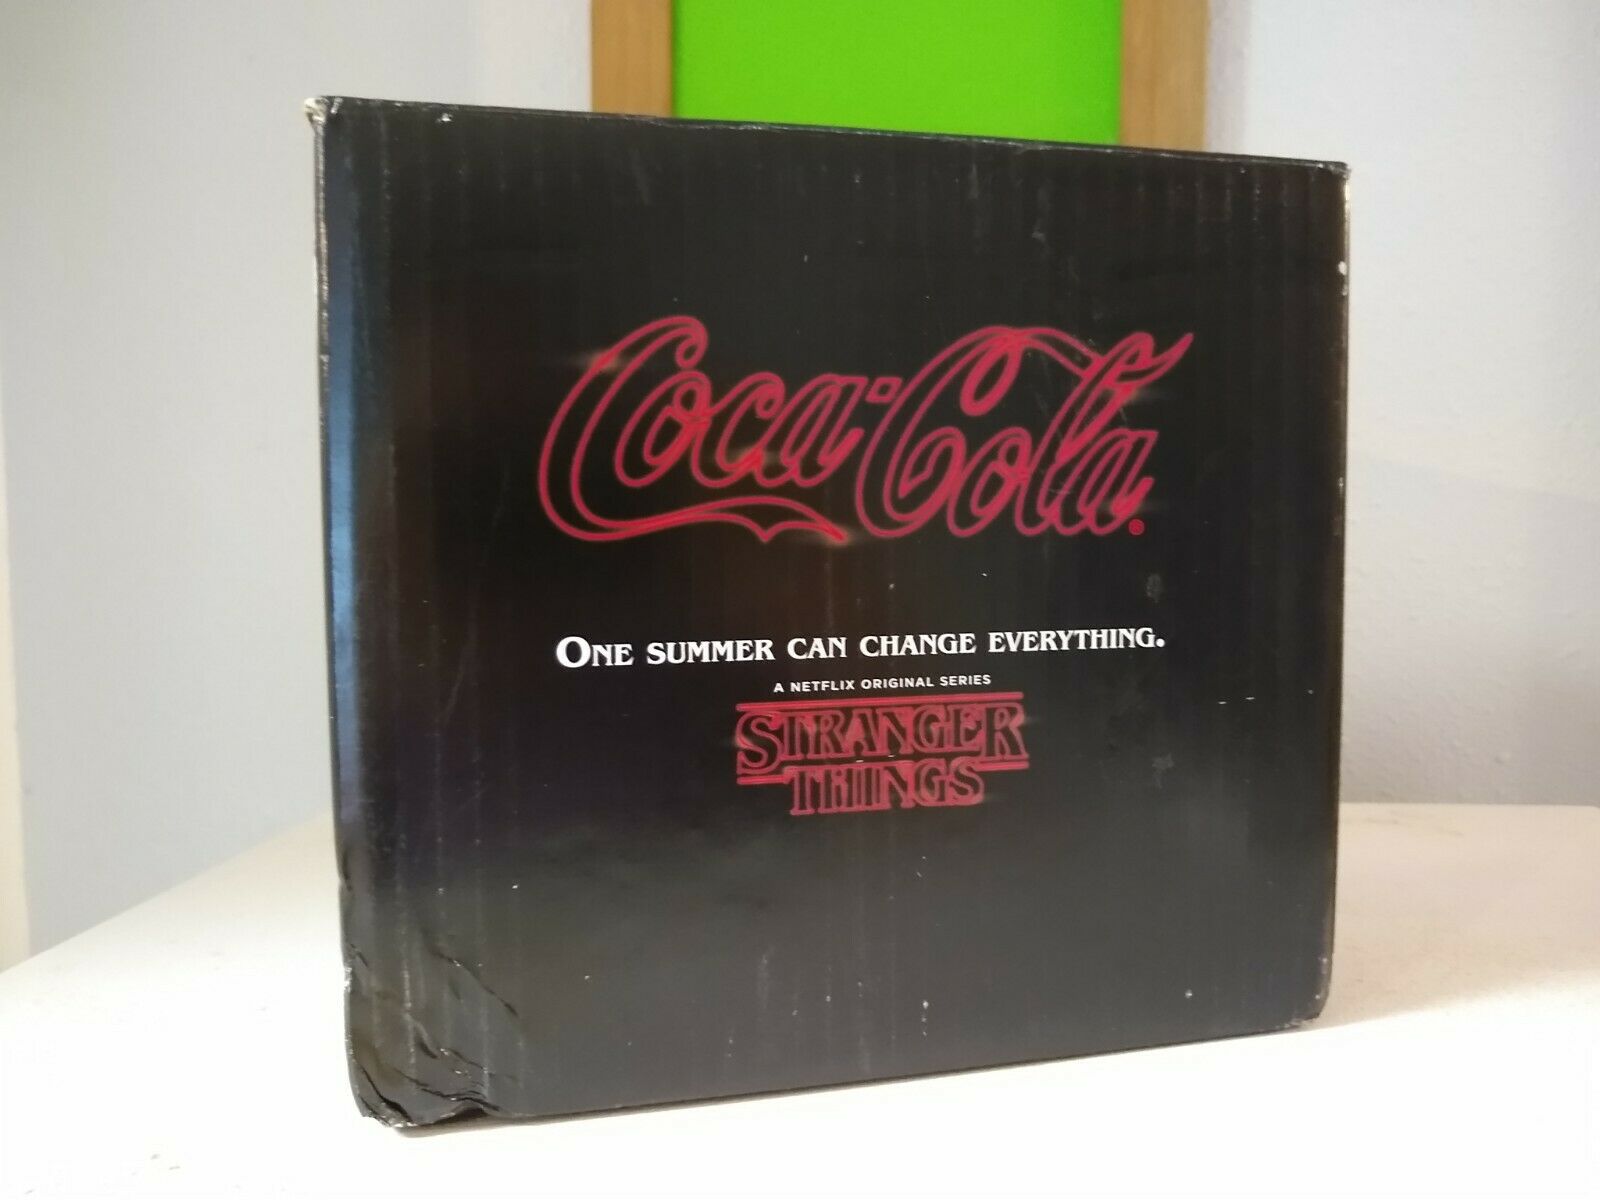 Coca-Cola®
ONE SUMMER CAN CHANGE EVERYTHING.
A NETFLIX ORIGINAL SERIES
STRANGER
THINGS